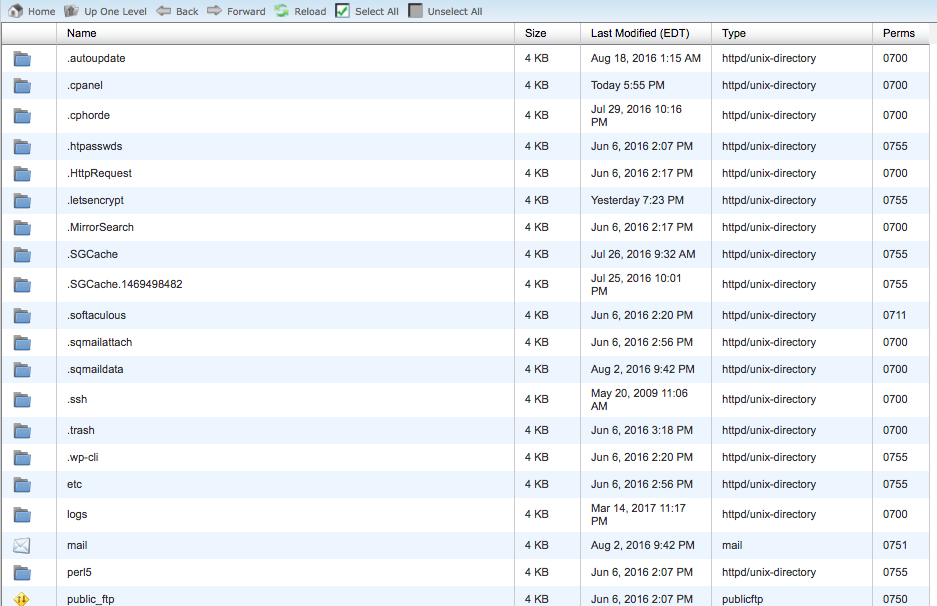 Home Up One Level Back Forward Reload Select All Unselect All
Name Size Last Modified (EDT) Type Perms
.autoupdate 4 KB Aug 18, 2016 1:15 AM httpd/unix-directory 0700
.cpanel 4 KB Today 5:55 PM httpd/unix-directory 0700
.cphorde 4 KB Jul 29, 2016 10:16 PM httpd/unix-directory 0700
.htpasswds 4 KB Jun 6, 2016 2:07 PM httpd/unix-directory 0755
.HttpRequest 4 KB Jun 6, 2016 2:17 PM httpd/unix-directory 0700
.letsencrypt 4 KB Yesterday 7:23 PM httpd/unix-directory 0755
.MirrorSearch 4 KB Jun 6, 2016 2:17 PM httpd/unix-directory 0700
.SGCache 4 KB Jul 26, 2016 9:32 AM httpd/unix-directory 0755
.SGCache.1469498482 4 KB Jul 25, 2016 10:01 PM httpd/unix-directory 0755
.softaculous 4 KB Jun 6, 2016 2:20 PM httpd/unix-directory 0711
.sqmailattach 4 KB Jun 6, 2016 2:56 PM httpd/unix-directory 0700
.sqmaildata 4 KB Aug 2, 2016 9:42 PM httpd/unix-directory 0700
.ssh 4 KB May 20, 2009 11:06 AM httpd/unix-directory 0700
.trash 4 KB Jun 6, 2016 3:18 PM httpd/unix-directory 0700
.wp-cli 4 KB Jun 6, 2016 2:20 PM httpd/unix-directory 0755
etc 4 KB Jun 6, 2016 2:56 PM httpd/unix-directory 0755
logs 4 KB Mar 14, 2017 11:17 PM httpd/unix-directory 0700
mail 4 KB Aug 2, 2016 9:42 PM mail 0751
perl5 4 KB Jun 6, 2016 2:07 PM httpd/unix-directory 0755
public_ftp 4 KB Jun 6, 2016 2:07 PM publicftp 0750